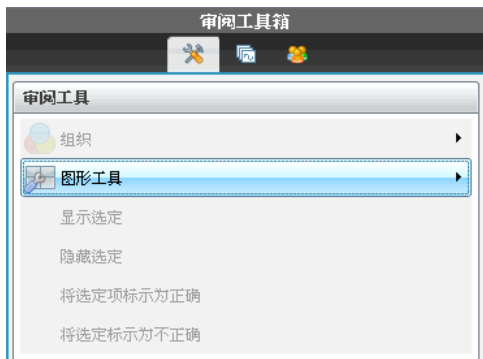 审阅工具箱
审阅工具
组织
图形工具
显示选定
隐藏选定
将选定项标示为正确
将选定标示为不正确